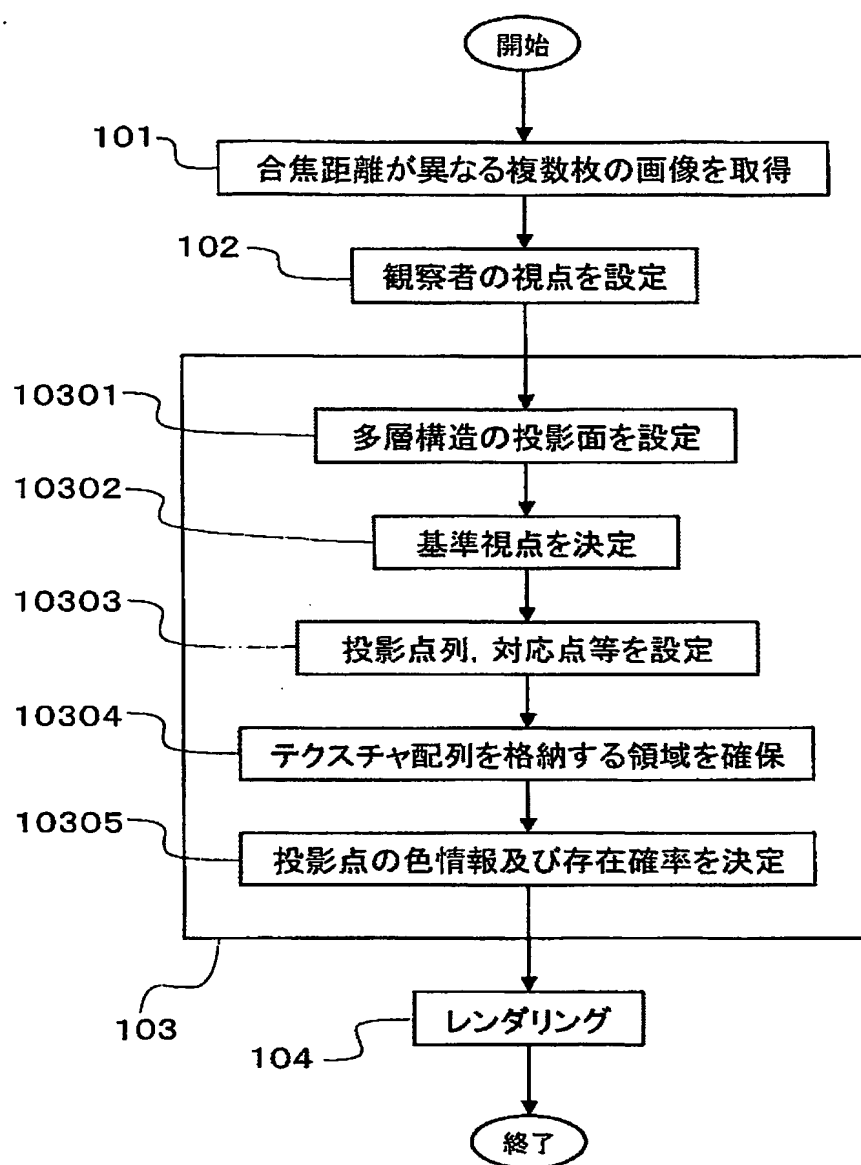 開始
101
合焦距離が異なる複数枚の画像を取得
102
観察者の視点を設定
10301
多層構造の投影面を設定
10302
基準視点を決定
10303
投影点列，対応点等を設定
10304
テクスチャ配列を格納する領域を確保
10305
投影点の色情報及び存在確率を決定
103
レンダリング
104
終了